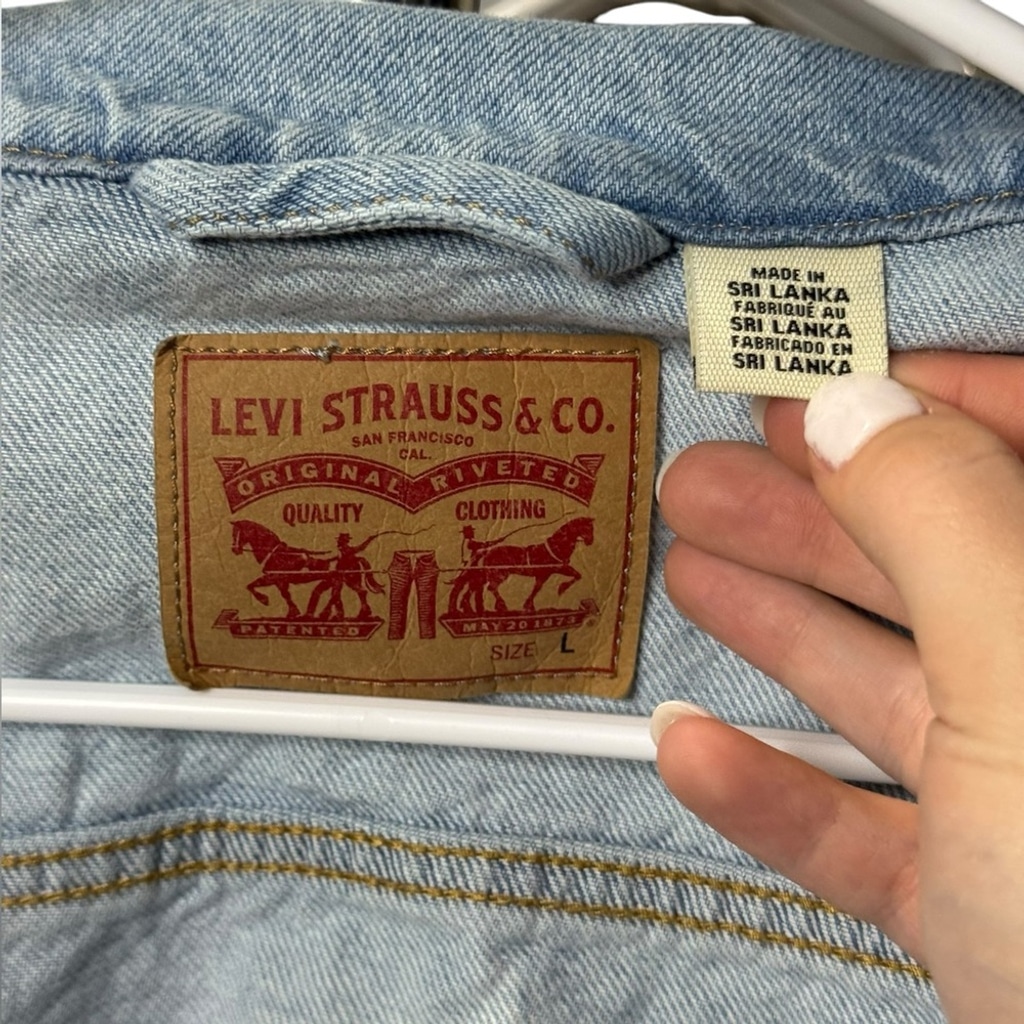 LEVI STRAUSS & CO.
SAN FRANCISCO
CAL.
ORIGINAL RIVETED
QUALITY CLOTHING
PATENTED MAY 20 1873 ®
SIZE L
MADE IN
SRI LANKA
FABRIQUÉ AU
SRI LANKA
FABRICADO EN
SRI LANKA